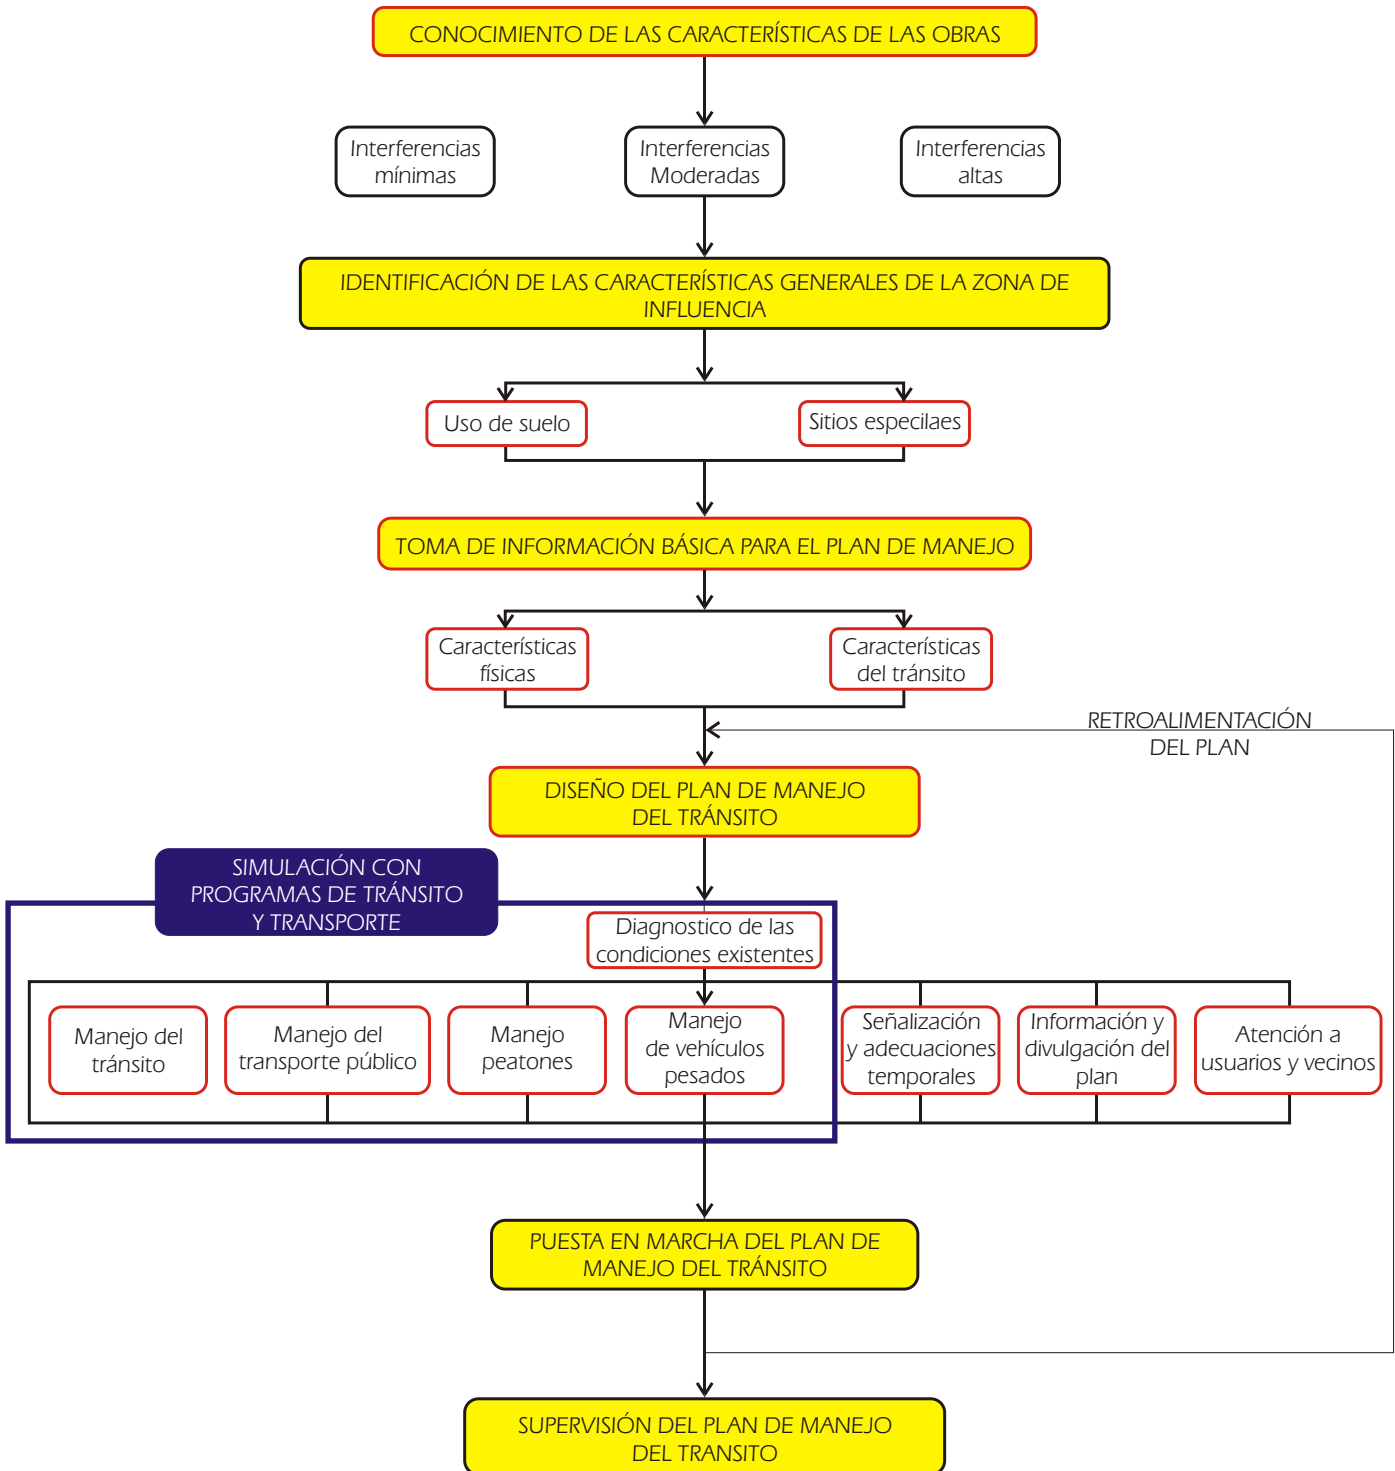 CONOCIMIENTO DE LAS CARACTERÍSTICAS DE LAS OBRAS
Interferencias
mínimas
Interferencias
Moderadas
Interferencias
altas
IDENTIFICACIÓN DE LAS CARACTERÍSTICAS GENERALES DE LA ZONA DE
INFLUENCIA
Uso de suelo
Sitios especilaes
TOMA DE INFORMACIÓN BÁSICA PARA EL PLAN DE MANEJO
Características
físicas
Características
del tránsito
RETROALIMENTACIÓN
DEL PLAN
DISEÑO DEL PLAN DE MANEJO
DEL TRÁNSITO
SIMULACIÓN CON
PROGRAMAS DE TRÁNSITO
Y TRANSPORTE
Diagnostico de las
condiciones existentes
Manejo del
tránsito
Manejo del
transporte público
Manejo
peatones
Manejo
de vehículos
pesados
Señalización
y adecuaciones
temporales
Información y
divulgación del
plan
Atención a
usuarios y vecinos
PUESTA EN MARCHA DEL PLAN DE
MANEJO DEL TRÁNSITO
SUPERVISIÓN DEL PLAN DE MANEJO
DEL TRANSITO